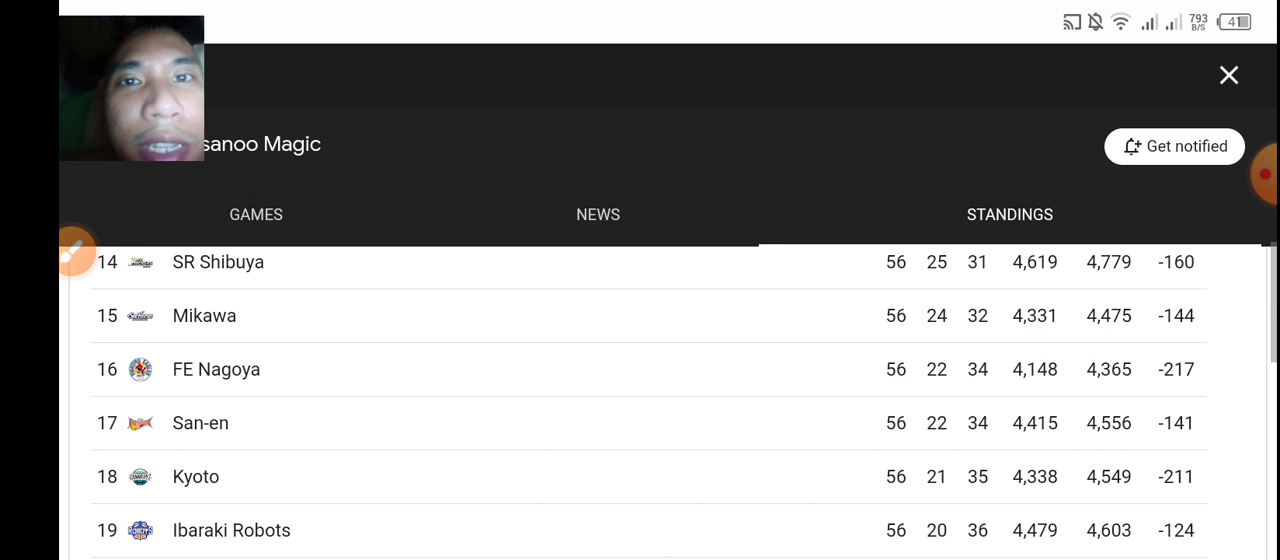 793
B/S
41
sanoo Magic
Get notified
GAMES NEWS STANDINGS
14 SR Shibuya 56 25 31 4,619 4,779 -160
15 Mikawa 56 24 32 4,331 4,475 -144
16 FE Nagoya 56 22 34 4,148 4,365 -217
17 San-en 56 22 34 4,415 4,556 -141
18 Kyoto 56 21 35 4,338 4,549 -211
19 Ibaraki Robots 56 20 36 4,479 4,603 -124